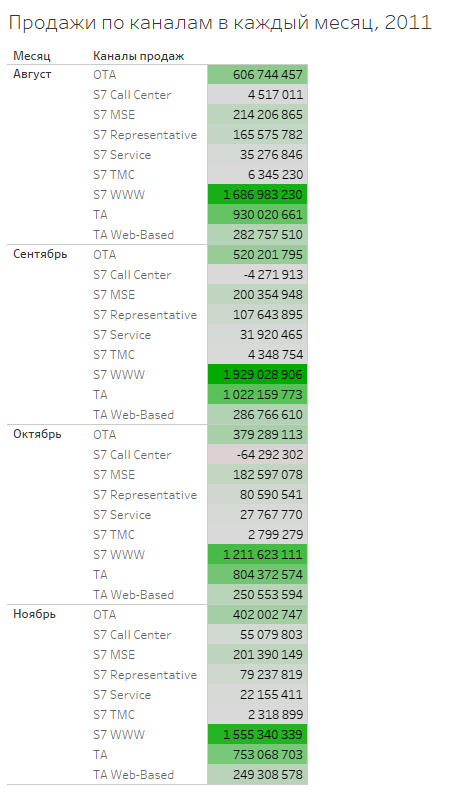 Продажи по каналам в каждый месяц, 2011
Месяц Каналы продаж
Август OTA 606 744 457
S7 Call Center 4 517 011
S7 MSE 214 206 865
S7 Representative 165 575 782
S7 Service 35 276 846
S7 TMC 6 345 230
S7 WWW 1 686 983 230
TA 930 020 661
TA Web-Based 282 757 510
Сентябрь OTA 520 201 795
S7 Call Center -4 271 913
S7 MSE 200 354 948
S7 Representative 107 643 895
S7 Service 31 920 465
S7 TMC 4 348 754
S7 WWW 1 929 028 906
TA 1 022 159 773
TA Web-Based 286 766 610
Октябрь OTA 379 289 113
S7 Call Center -64 292 302
S7 MSE 182 597 078
S7 Representative 80 590 541
S7 Service 27 767 770
S7 TMC 2 799 279
S7 WWW 1 211 623 111
TA 804 372 574
TA Web-Based 250 553 594
Ноябрь OTA 402 002 747
S7 Call Center 55 079 803
S7 MSE 201 390 149
S7 Representative 79 237 819
S7 Service 22 155 411
S7 TMC 2 318 899
S7 WWW 1 555 340 339
TA 753 068 703
TA Web-Based 249 308 578